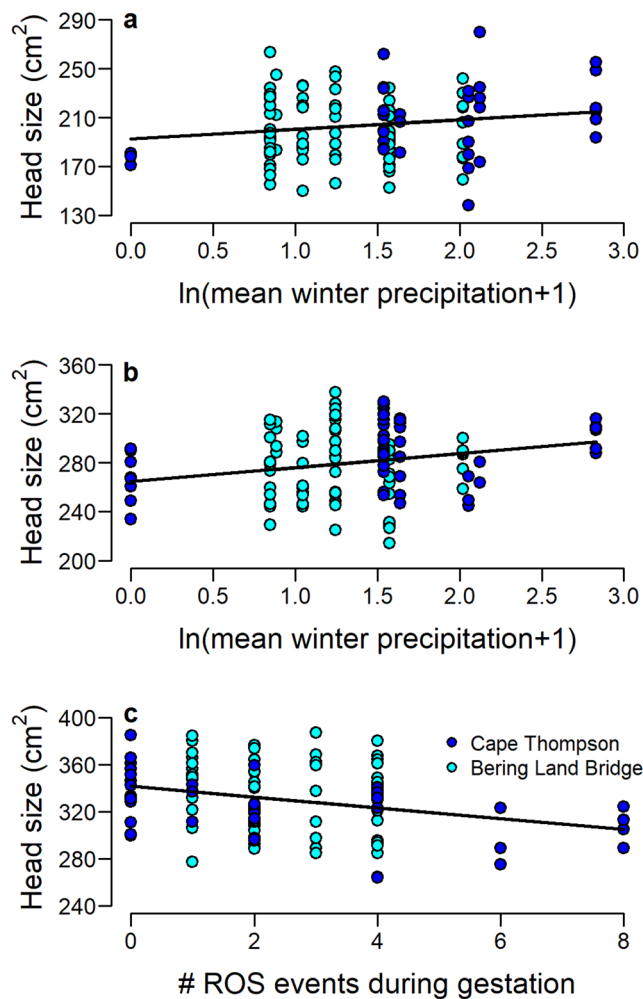 a
Head size (cm²)
290
250
210
170
130
0.0 0.5 1.0 1.5 2.0 2.5 3.0
ln(mean winter precipitation+1)
b
Head size (cm²)
360
320
280
240
200
0.0 0.5 1.0 1.5 2.0 2.5 3.0
ln(mean winter precipitation+1)
c
Head size (cm²)
400
360
320
280
240
Cape Thompson
Bering Land Bridge
0 2 4 6 8
# ROS events during gestation